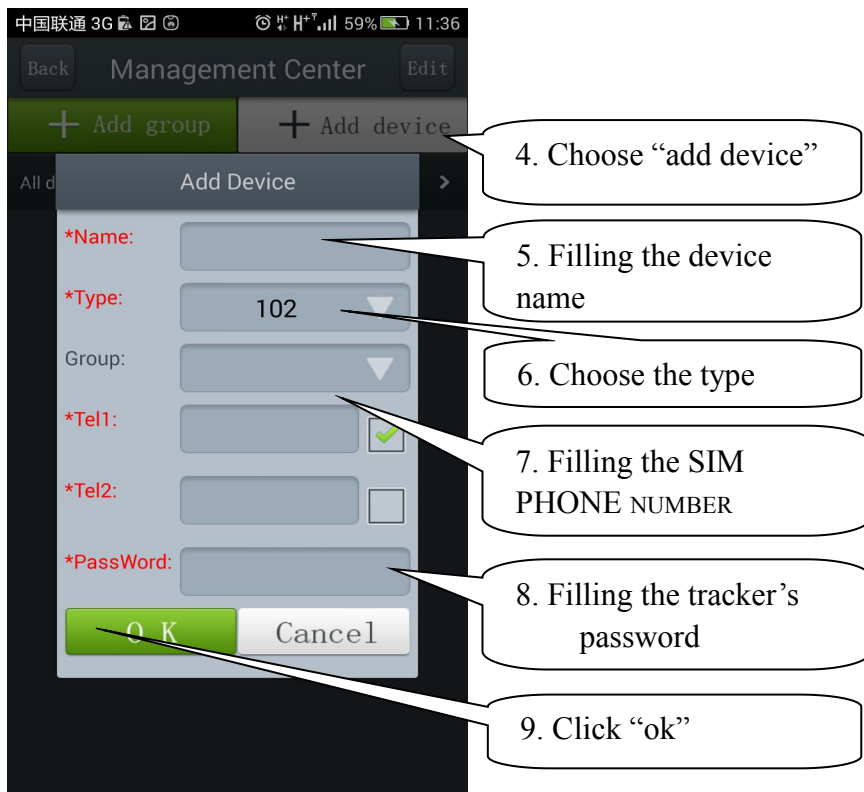 中国联通 3G 59% 11:36
Back Management Center Edit
+ Add group + Add device
4. Choose “add device”
All d Add Device >
*Name:
5. Filling the device
name
*Type: 102
6. Choose the type
Group:
*Tel1:
7. Filling the SIM
PHONE NUMBER
*Tel2:
*PassWord:
8. Filling the tracker’s
password
O K Cancel
9. Click “ok”